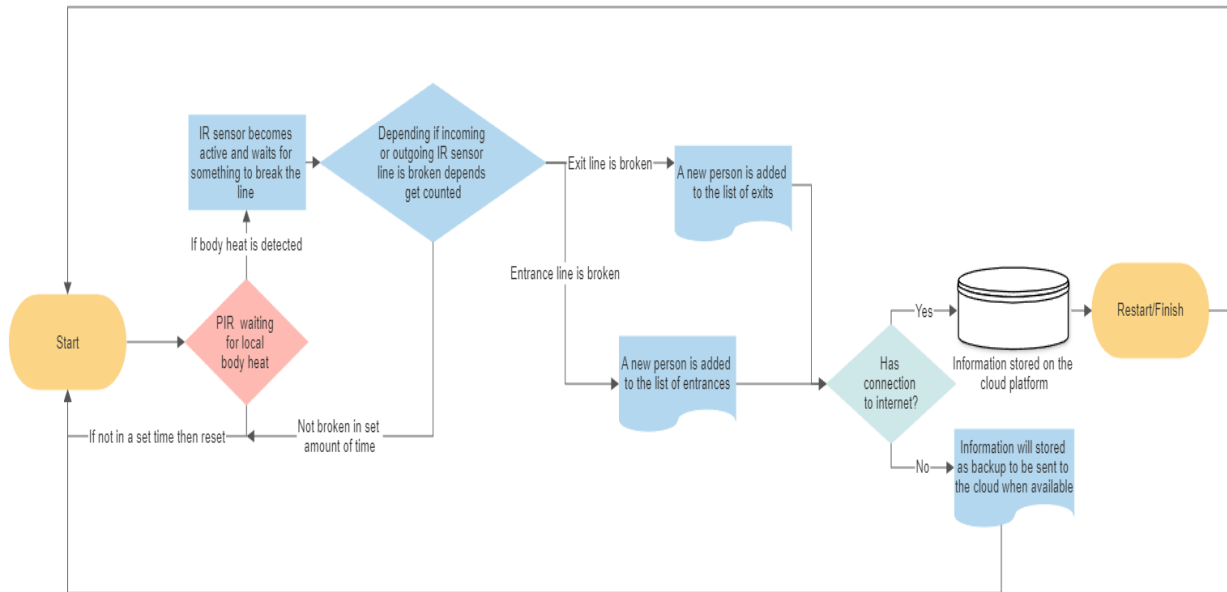 IR sensor becomes
active and waits for
something to break the
line
Depending if incoming
or outgoing IR sensor
line is broken depends
get counted
Exit line is broken
A new person is added
to the list of exits
If body heat is detected
Entrance line is broken
Start
PIR waiting
for local
body heat
Yes
Restart/Finish
A new person is added
to the list of entrances
Has
connection
to internet?
Information stored on the
cloud platform
If not in a set time then reset
Not broken in set
amount of time
No
Information will stored
as backup to be sent to
the cloud when available